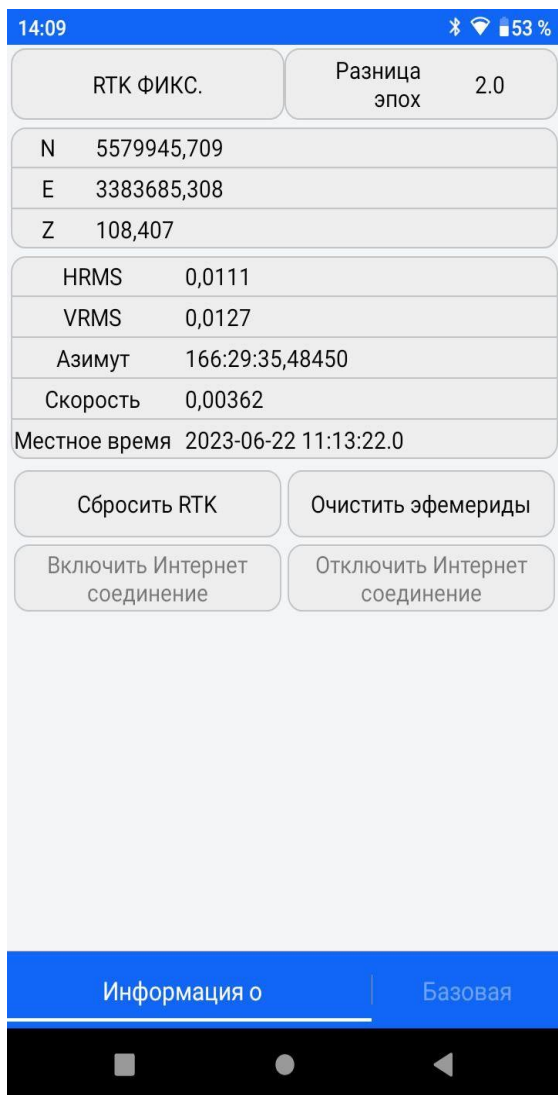 14:09 53 %
RTK ФИКС.
Разница
эпох
2.0
N 5579945,709
E 3383685,308
Z 108,407
HRMS 0,0111
VRMS 0,0127
Азимут 166:29:35,48450
Скорость 0,00362
Местное время 2023-06-22 11:13:22.0
Сбросить RTK Очистить эфемериды
Включить Интернет
соединение
Отключить Интернет
соединение
Информация о Базовая